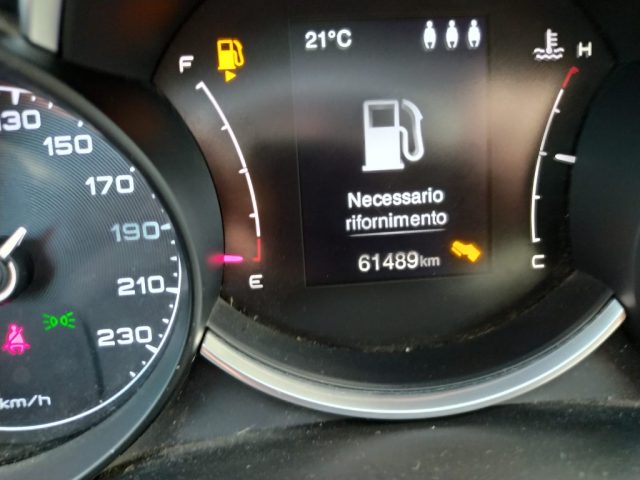 21°C
F
H
130
150
170
190
210
230
km/h
Necessario
rifornimento
61489km
E
C